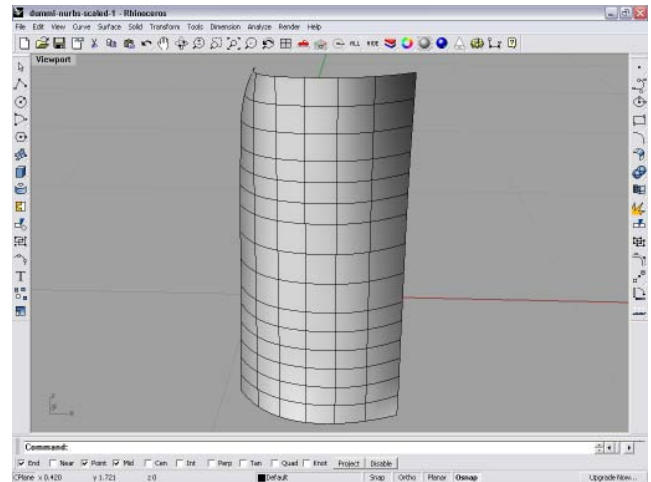 dummi-nurbs-scaled-1 - Rhinoceros
File Edit View Curve Surface Solid Transform Tools Dimension Analyze Render Help
Viewport
Command:
End Near Point Mid Cen Int Perp Tan Quad Knot Project Disable
CPlane x 0.420 y 1.721 z 0 Default Snap Ortho Planar Osnap Upgrade Now...